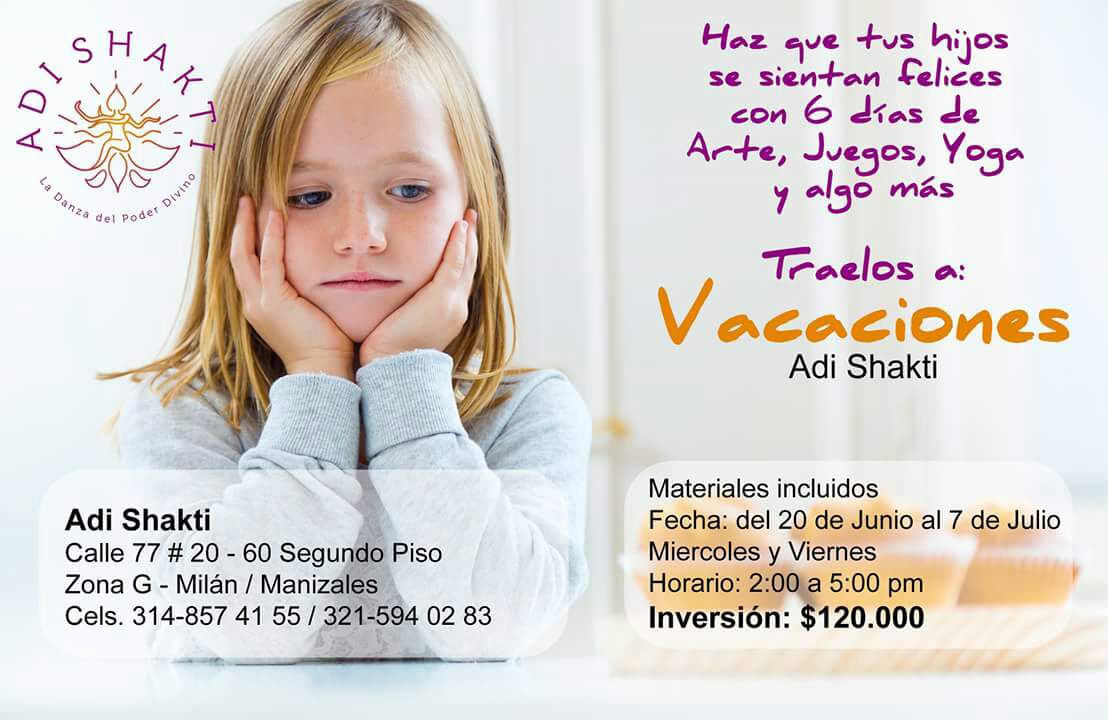 ADI SHAKTI
La Danza del Poder Divino
Haz que tus hijos
se sientan felices
con 6 días de
Arte, Juegos, Yoga
y algo más
Traelos a:
Vacaciones
Adi Shakti
Adi Shakti
Calle 77 # 20 - 60 Segundo Piso
Zona G - Milán / Manizales
Cels. 314-857 41 55 / 321-594 02 83
Materiales incluidos
Fecha: del 20 de Junio al 7 de Julio
Miercoles y Viernes
Horario: 2:00 a 5:00 pm
Inversión: $120.000